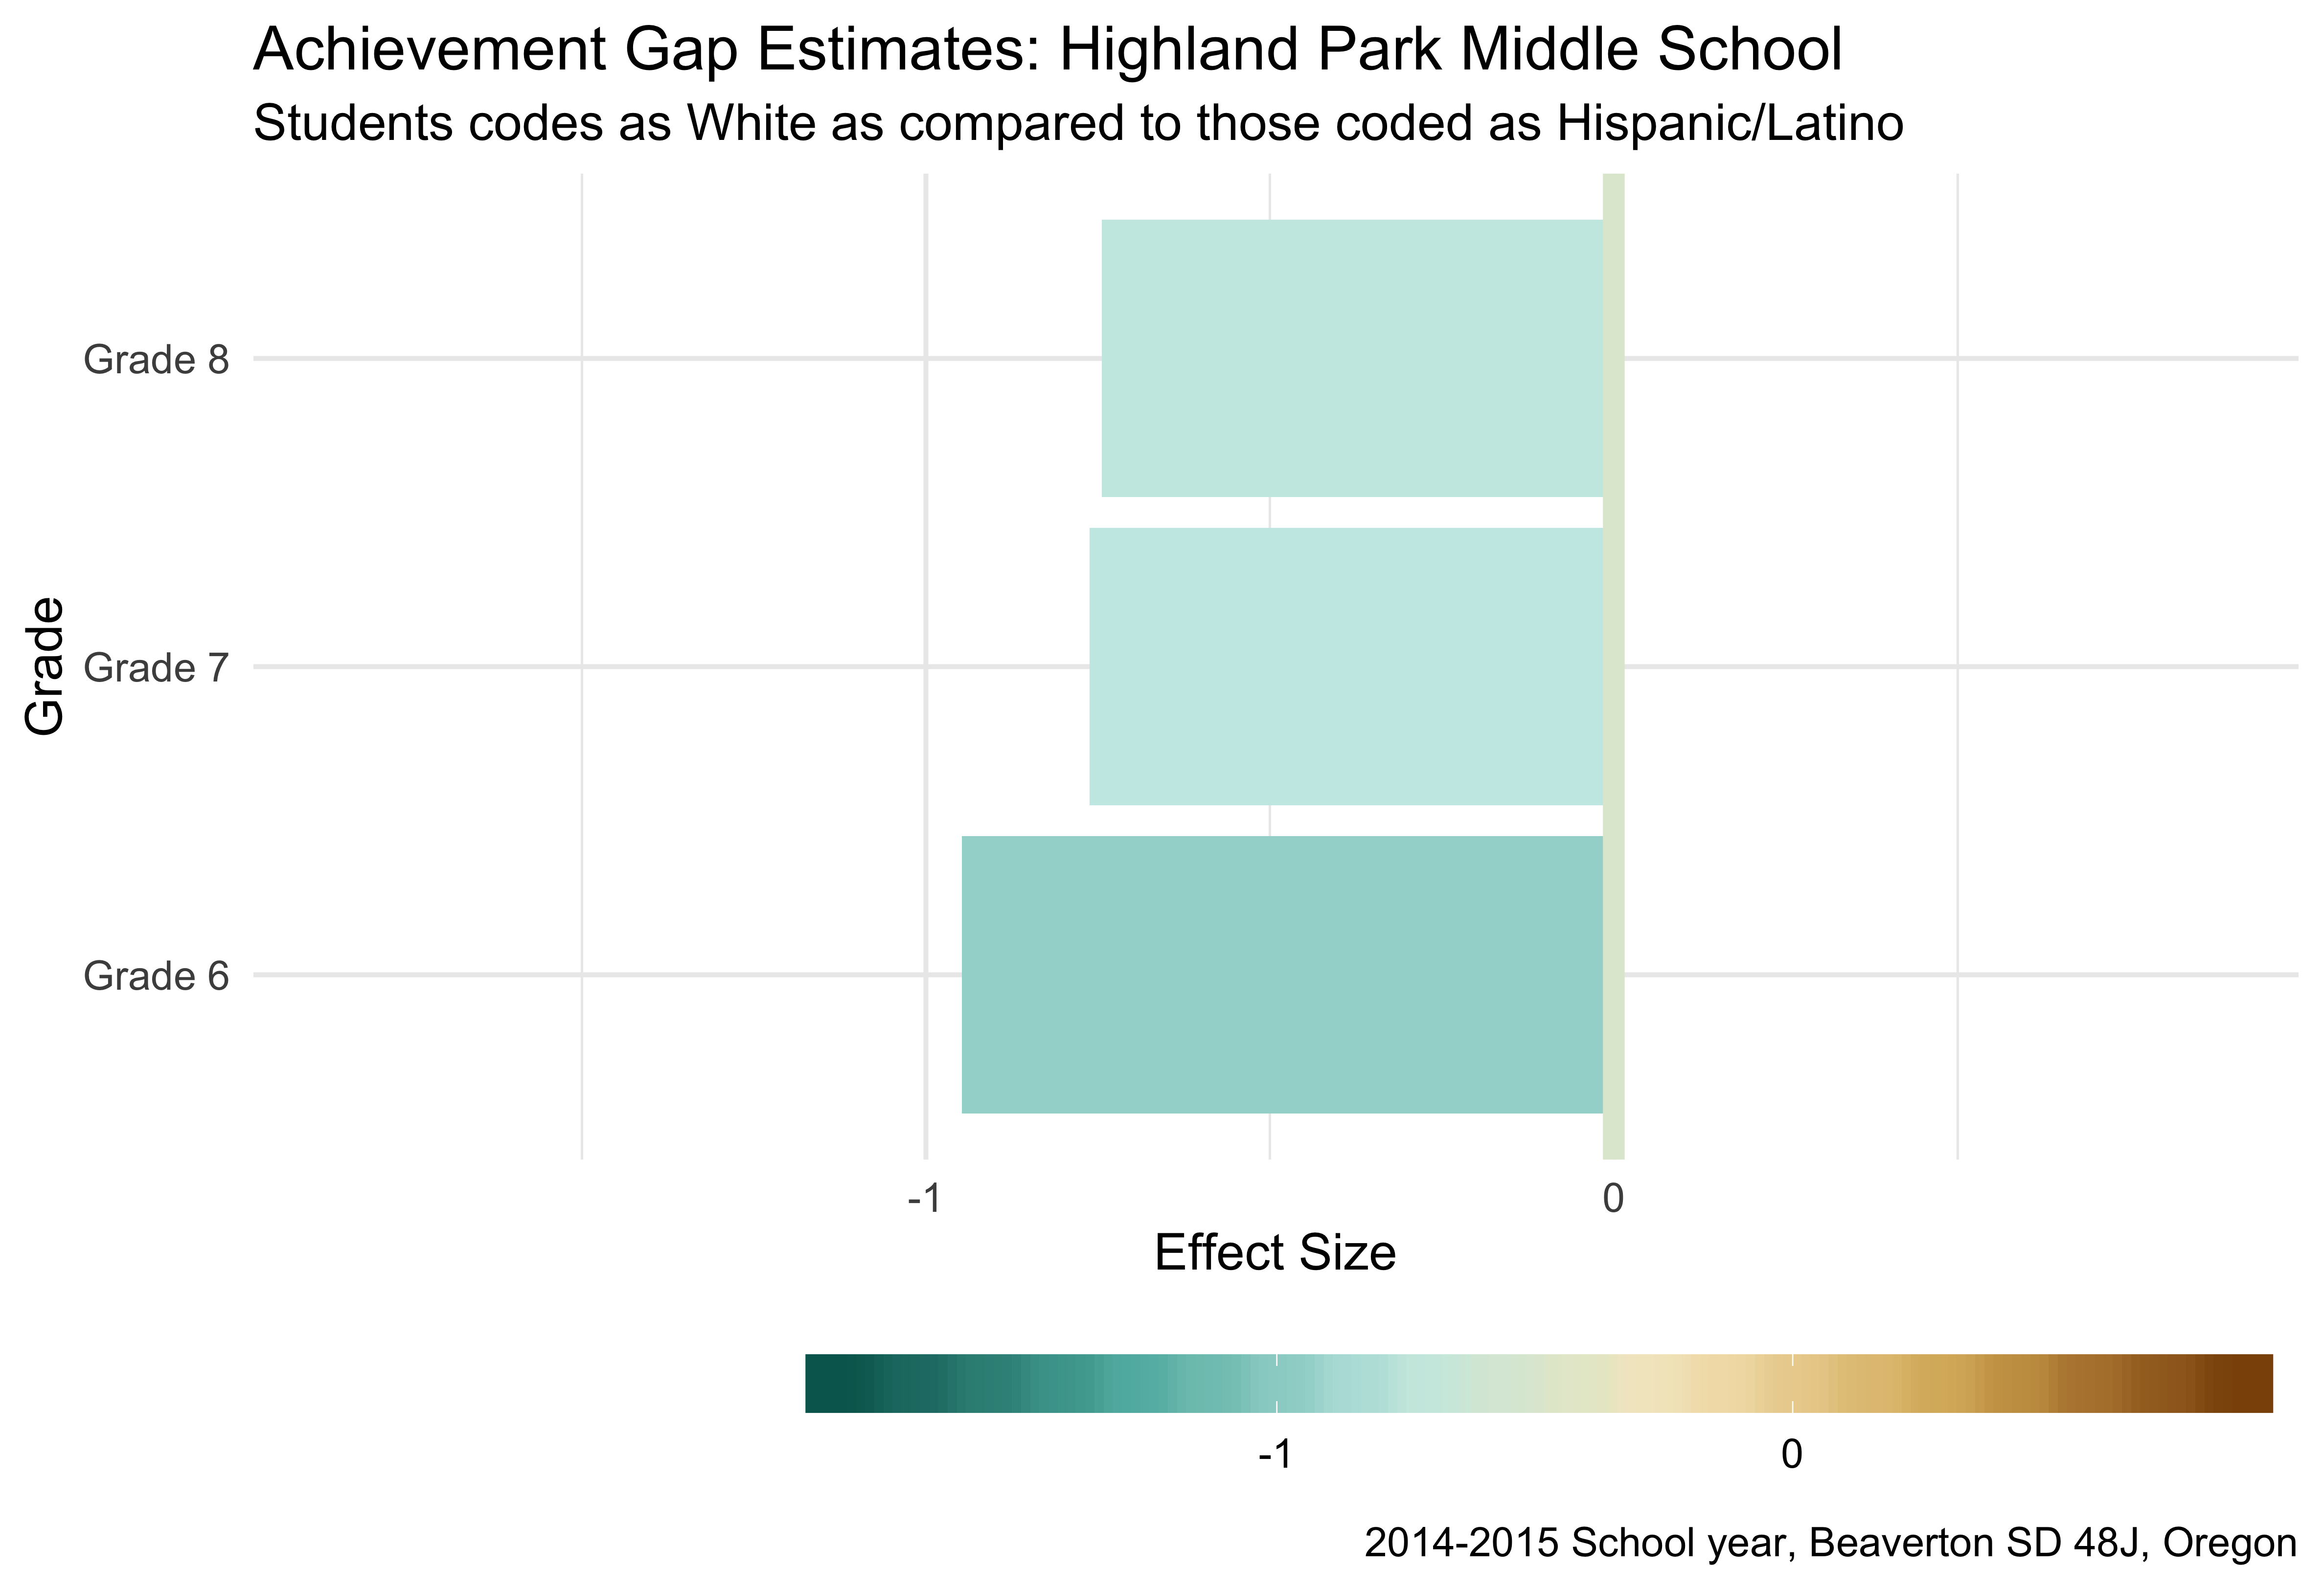 Achievement Gap Estimates: Highland Park Middle School
Students codes as White as compared to those coded as Hispanic/Latino
Grade
Grade 8
Grade 7
Grade 6
-1 0
Effect Size
-1 0
2014-2015 School year, Beaverton SD 48J, Oregon